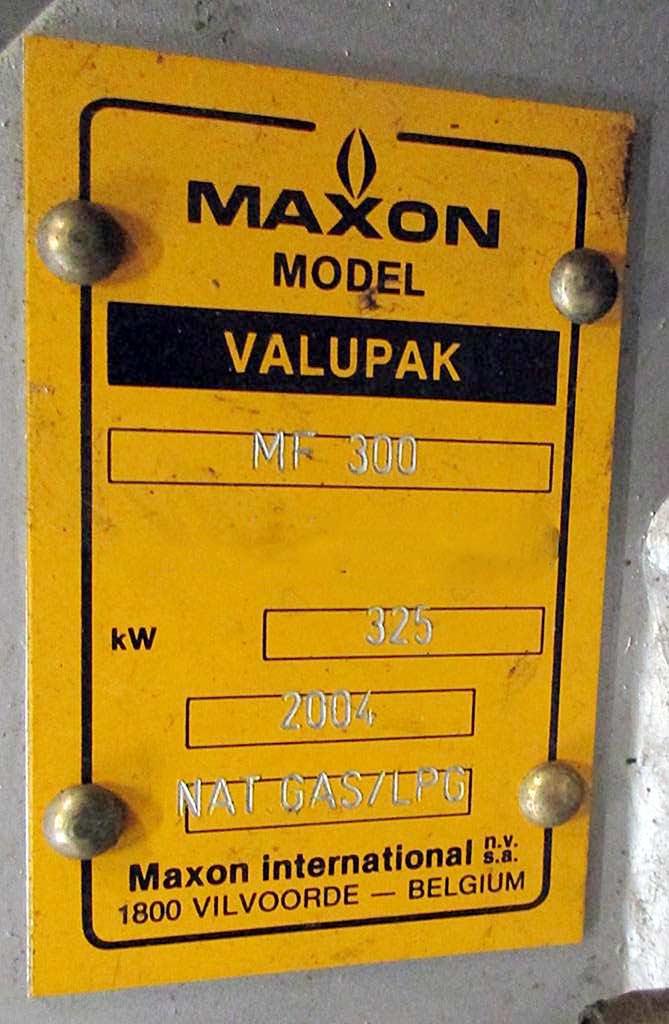 MAXON
MODEL
VALUPAK
MF 300
kW 325
2004
NAT GAS/LPG
Maxon international n.v. s.a.
1800 VILVOORDE — BELGIUM